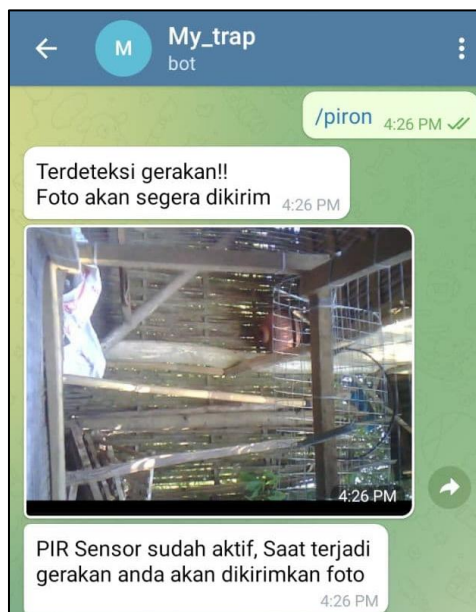 M
My_trap
bot
/piron 4:26 PM
Terdeteksi gerakan!!
Foto akan segera dikirim 4:26 PM
4:26 PM
PIR Sensor sudah aktif, Saat terjadi
gerakan anda akan dikirimkan foto
4:26 PM